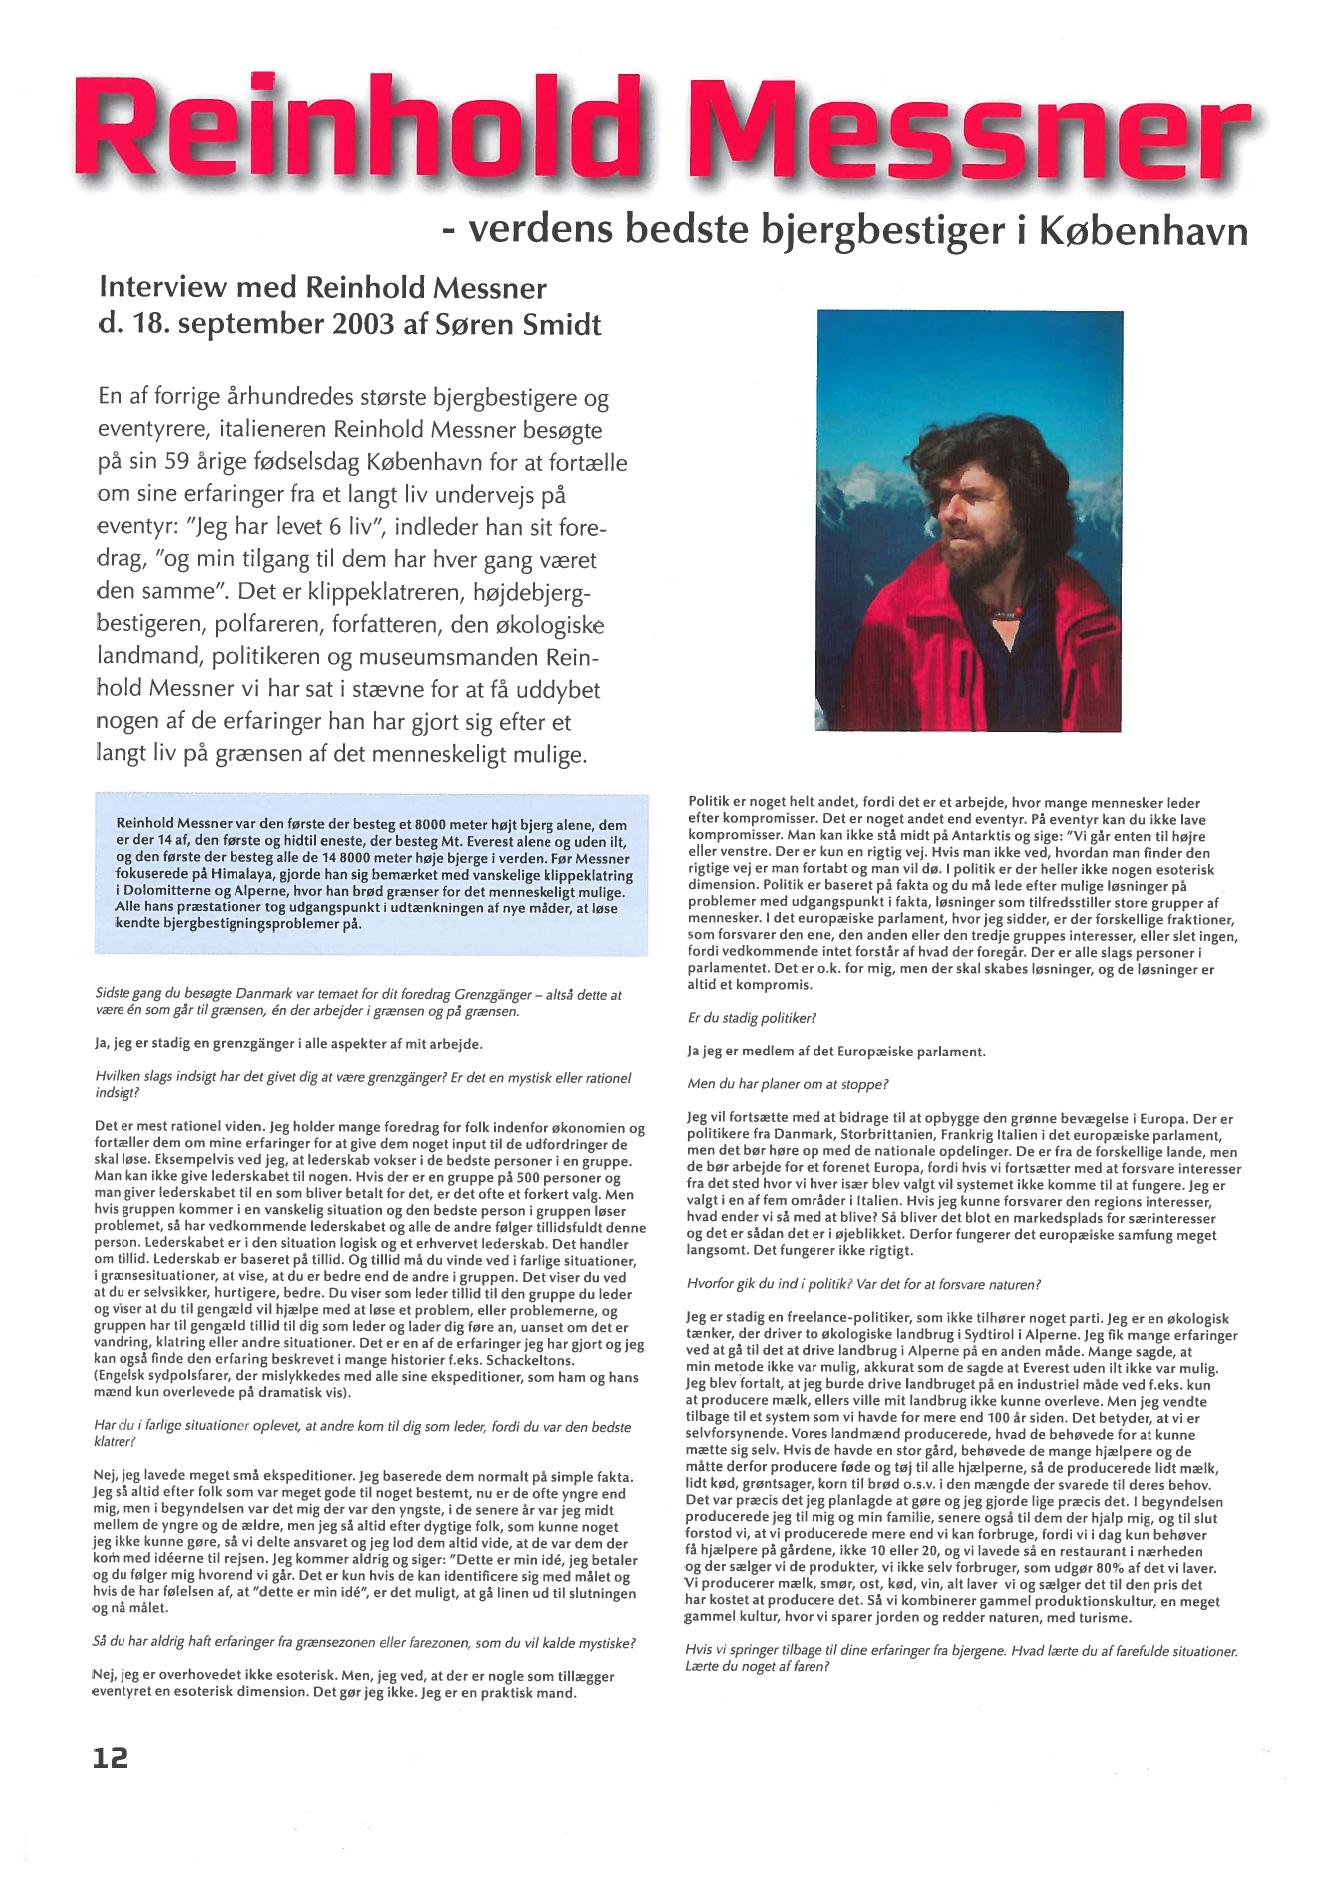 Reinhold Messner
- verdens bedste bjergbestiger i København
Interview med Reinhold Messner
d. 18. september 2003 af Søren Smidt
En af forrige århundredes største bjergbestigere og
eventyrere, italieneren Reinhold Messner besøgte
på sin 59 årige fødselsdag København for at fortælle
om sine erfaringer fra et langt liv undervejs på
eventyr: "Jeg har levet 6 liv", indleder han sit fore-
drag, "og min tilgang til dem har hver gang været
den samme". Det er klippeklatreren, højdebjerg-
bestigeren, polfareren, forfatteren, den økologiske
landmand, politikeren og museumsmanden Rein-
hold Messner vi har sat i stævne for at få uddybet
nogen af de erfaringer han har gjort sig efter et
langt liv på grænsen af det menneskeligt mulige.
Reinhold Messner var den første der besteg et 8000 meter højt bjerg alene, dem
er der 14 af, den første og hidtil eneste, der besteg Mt. Everest alene og uden ilt,
og den første der besteg alle de 14 8000 meter høje bjerge i verden. Før Messner
fokuserede på Himalaya, gjorde han sig bemærket med vanskelige klippeklatring
i Dolomitterne og Alperne, hvor han brød grænser for det menneskeligt mulige.
Alle hans præstationer tog udgangspunkt i udtænkningen af nye måder, at løse
kendte bjergbestigningsproblemer på.
Sidste gang du besøgte Danmark var temaet for dit foredrag Grenzgänger – altså dette at
være én som går til grænsen, én der arbejder i grænsen og på grænsen.
Ja, jeg er stadig en grenzgänger i alle aspekter af mit arbejde.
Hvilken slags indsigt har det givet dig at være grenzgänger? Er det en mystisk eller rationel
indsigt?
Det er mest rationel viden. Jeg holder mange foredrag for folk indenfor økonomien og
fortæller dem om mine erfaringer for at give dem noget input til de udfordringer de
skal løse. Eksempelvis ved jeg, at lederskab vokser i de bedste personer i en gruppe.
Man kan ikke give lederskabet til nogen. Hvis der er en gruppe på 500 personer og
man giver lederskabet til en som bliver betalt for det, er det ofte et forkert valg. Men
hvis gruppen kommer i en vanskelig situation og den bedste person i gruppen løser
problemet, så har vedkommende lederskabet og alle de andre følger tillidsfuldt denne
person. Lederskabet er i den situation logisk og et erhvervet lederskab. Det handler
om tillid. Lederskab er baseret på tillid. Og tillid må du vinde ved i farlige situationer,
i grænsesituationer, at vise, at du er bedre end de andre i gruppen. Det viser du ved
at du er selvsikker, hurtigere, bedre. Du viser som leder tillid til den gruppe du leder
og viser at du til gengæld vil hjælpe med at løse et problem, eller problemerne, og
gruppen har til gengæld tillid til dig som leder og lader dig føre an, uanset om det er
vandring, klatring eller andre situationer. Det er en af de erfaringer jeg har gjort og jeg
kan også finde den erfaring beskrevet i mange historier f.eks. Schackeltons.
(Engelsk sydpolsfarer, der mislykkedes med alle sine ekspeditioner, som ham og hans
mænd kun overlevede på dramatisk vis).
Har du i farlige situationer oplevet, at andre kom til dig som leder, fordi du var den bedste
klatrer?
Nej, jeg lavede meget små ekspeditioner. Jeg baserede dem normalt på simple fakta.
Jeg så altid efter folk som var meget gode til noget bestemt, nu er de ofte yngre end
mig, men i begyndelsen var det mig der var den yngste, i de senere år var jeg midt
mellem de yngre og de ældre, men jeg så altid efter dygtige folk, som kunne noget
jeg ikke kunne gøre, så vi delte ansvaret og jeg lod dem altid vide, at de var dem der
kom med idéerne til rejsen. Jeg kommer aldrig og siger: "Dette er min idé, jeg betaler
og du følger mig hvorend vi går. Det er kun hvis de kan identificere sig med målet og
hvis de har følelsen af, at "dette er min idé", er det muligt, at gå linen ud til slutningen
og nå målet.
Så du har aldrig haft erfaringer fra grænsezonen eller farezonen, som du vil kalde mystiske?
Nej, jeg er overhovedet ikke esoterisk. Men, jeg ved, at der er nogle som tillægger
eventyret en esoterisk dimension. Det gør jeg ikke. Jeg er en praktisk mand.
Politik er noget helt andet, fordi det er et arbejde, hvor mange mennesker leder
efter kompromisser. Det er noget andet end eventyr. På eventyr kan du ikke lave
kompromisser. Man kan ikke stå midt på Antarktis og sige: "Vi går enten til højre
eller venstre. Der er kun en rigtig vej. Hvis man ikke ved, hvordan man finder den
rigtige vej er man fortabt og man vil dø. I politik er der heller ikke nogen esoterisk
dimension. Politik er baseret på fakta og du må lede efter mulige løsninger på
problemer med udgangspunkt i fakta, løsninger som tilfredsstiller store grupper af
mennesker. I det europæiske parlament, hvor jeg sidder, er der forskellige fraktioner,
som forsvarer den ene, den anden eller den tredje gruppes interesser, eller slet ingen,
fordi vedkommende intet forstår af hvad der foregår. Der er alle slags personer i
parlamentet. Det er o.k. for mig, men der skal skabes løsninger, og de løsninger er
altid et kompromis.
Er du stadig politiker?
Ja jeg er medlem af det Europæiske parlament.
Men du har planer om at stoppe?
Jeg vil fortsætte med at bidrage til at opbygge den grønne bevægelse i Europa. Der er
politikere fra Danmark, Storbrittanien, Frankrig Italien i det europæiske parlament,
men det bør høre op med de nationale opdelinger. De er fra de forskellige lande, men
de bør arbejde for et forenet Europa, fordi hvis vi fortsætter med at forsvare interesser
fra det sted hvor vi hver især blev valgt vil systemet ikke komme til at fungere. Jeg er
valgt i en af fem områder i Italien. Hvis jeg kunne forsvarer den regions interesser,
hvad ender vi så med at blive? Så bliver det blot en markedsplads for særinteresser
og det er sådan det er i øjeblikket. Derfor fungerer det europæiske samfung meget
langsomt. Det fungerer ikke rigtigt.
Hvorfor gik du ind i politik? Var det for at forsvare naturen?
Jeg er stadig en freelance-politiker, som ikke tilhører noget parti. Jeg er en økologisk
tænker, der driver to økologiske landbrug i Sydtirol i Alperne. Jeg fik mange erfaringer
ved at gå til det at drive landbrug i Alperne på en anden måde. Mange sagde, at
min metode ikke var mulig, akkurat som de sagde at Everest uden ilt ikke var mulig.
Jeg blev fortalt, at jeg burde drive landbruget på en industriel måde ved f.eks. kun
at producere mælk, ellers ville mit landbrug ikke kunne overleve. Men jeg vendte
tilbage til et system som vi havde for mere end 100 år siden. Det betyder, at vi er
selvforsynende. Vores landmænd producerede, hvad de behøvede for at kunne
mætte sig selv. Hvis de havde en stor gård, behøvede de mange hjælpere og de
måtte derfor producere føde og tøj til alle hjælperne, så de producerede lidt mælk,
lidt kød, grøntsager, korn til brød o.s.v. i den mængde der svarede til deres behov.
Det var præcis det jeg planlagde at gøre og jeg gjorde lige præcis det. I begyndelsen
producerede jeg til mig og min familie, senere også til dem der hjalp mig, og til slut
forstod vi, at vi producerede mere end vi kan forbruge, fordi vi i dag kun behøver
få hjælpere på gårdene, ikke 10 eller 20, og vi lavede så en restaurant i nærheden
og der sælger vi de produkter, vi ikke selv forbruger, som udgør 80% af det vi laver.
Vi producerer mælk, smør, ost, kød, vin, alt laver vi og sælger det til den pris det
har kostet at producere det. Så vi kombinerer gammel produktionskultur, en meget
gammel kultur, hvor vi sparer jorden og redder naturen, med turisme.
Hvis vi springer tilbage til dine erfaringer fra bjergene. Hvad lærte du af farefulde situationer.
Lærte du noget af faren?
12